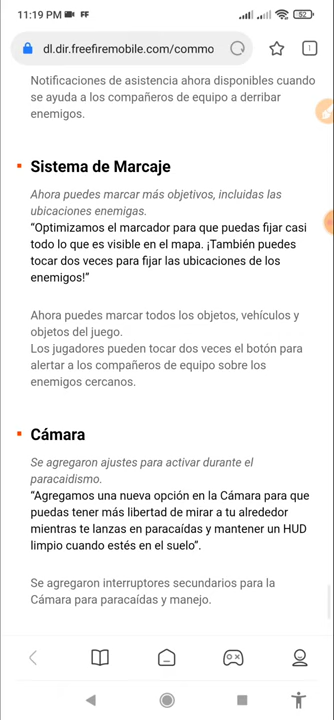 11:19 PM
52
dl.dir.freefiremobile.com/commo
Notificaciones de asistencia ahora disponibles cuando
se ayuda a los compañeros de equipo a derribar
enemigos.
Sistema de Marcaje
Ahora puedes marcar más objetivos, incluidas las
ubicaciones enemigas.
“Optimizamos el marcador para que puedas fijar casi
todo lo que es visible en el mapa. ¡También puedes
tocar dos veces para fijar las ubicaciones de los
enemigos!”
Ahora puedes marcar todos los objetos, vehículos y
objetos del juego.
Los jugadores pueden tocar dos veces el botón para
alertar a los compañeros de equipo sobre los
enemigos cercanos.
Cámara
Se agregaron ajustes para activar durante el
paracaidismo.
“Agregamos una nueva opción en la Cámara para que
puedas tener más libertad de mirar a tu alrededor
mientras te lanzas en paracaídas y mantener un HUD
limpio cuando estés en el suelo”.
Se agregaron interruptores secundarios para la
Cámara para paracaídas y manejo.